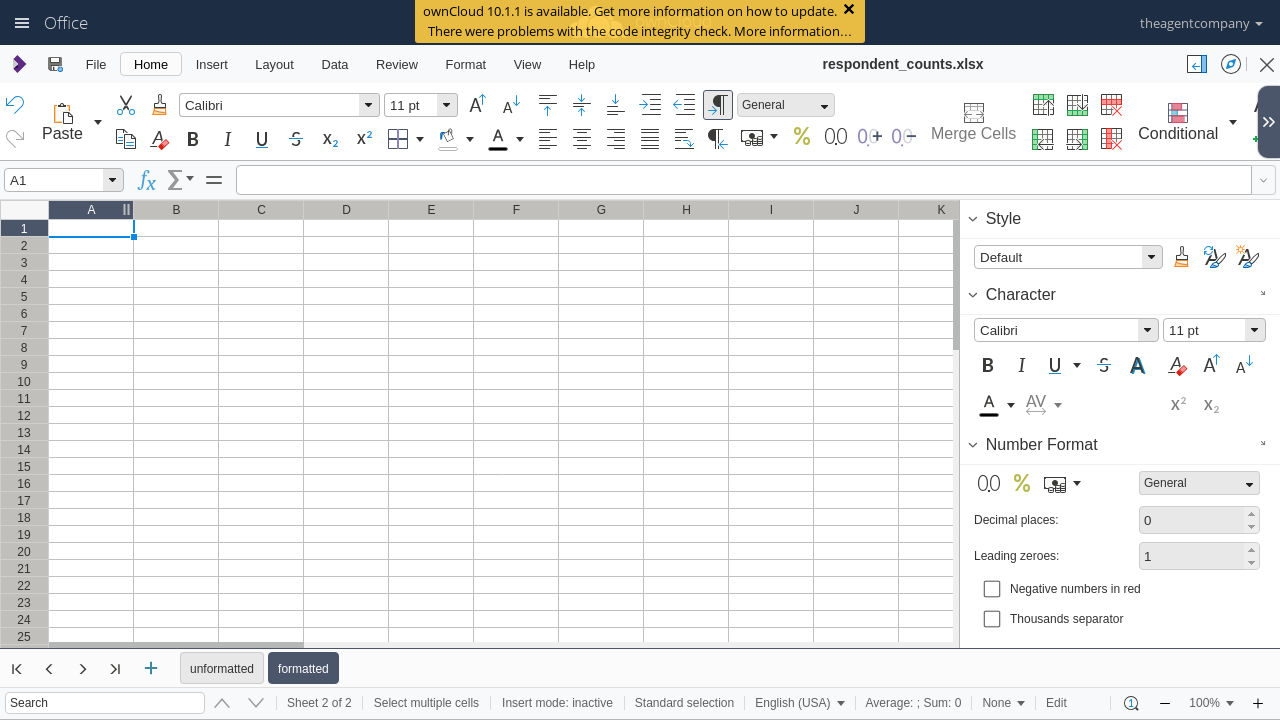 Office
ownCloud 10.1.1 is available. Get more information on how to update.
There were problems with the code integrity check. More information…
theagentcompany
File Home Insert Layout Data Review Format View Help
respondent_counts.xlsx
Paste
Calibri
11 pt
General
Merge Cells
Conditional
A1
A B C D E F G H I J K
1
2
3
4
5
6
7
8
9
10
11
12
13
14
15
16
17
18
19
20
21
22
23
24
25
Style
Default
Character
Calibri
11 pt
Number Format
General
Decimal places: 0
Leading zeroes: 1
Negative numbers in red
Thousands separator
unformatted formatted
Search
Sheet 2 of 2
Select multiple cells
Insert mode: inactive
Standard selection
English (USA)
Average: ; Sum: 0
None
Edit
100%